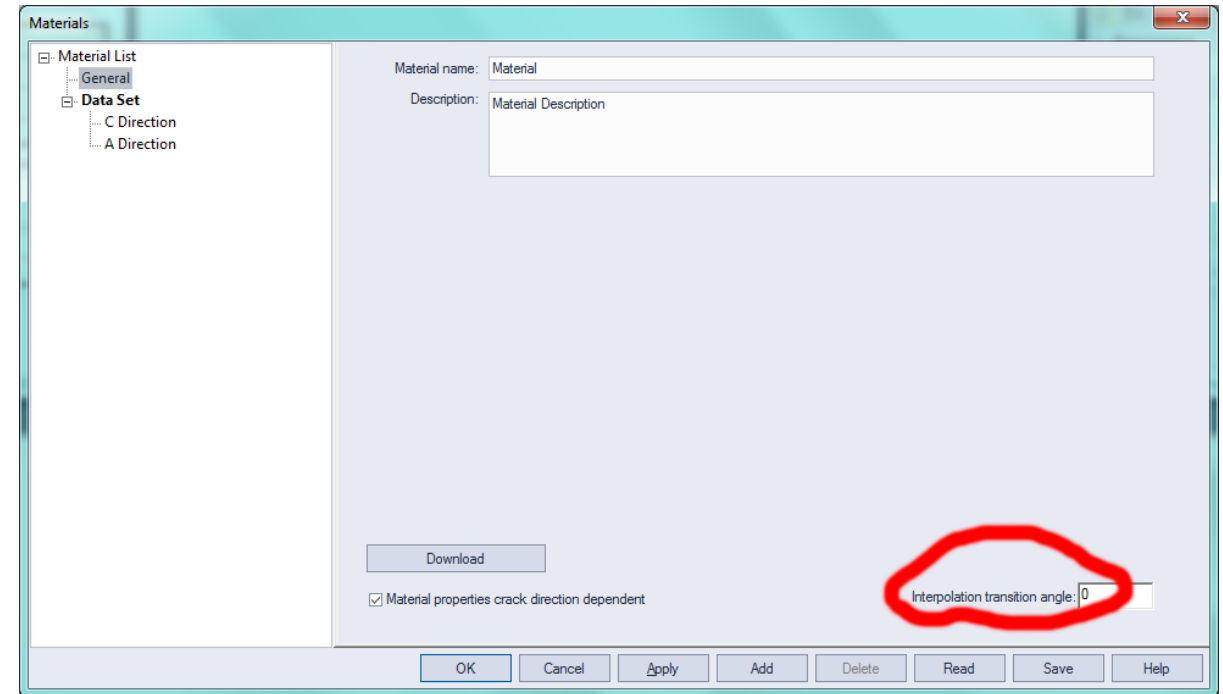 Materials
Material List
General
Data Set
C Direction
A Direction
Material name: Material
Description: Material Description
Download
Material properties crack direction dependent
Interpolation transition angle: 0
OK Cancel Apply Add Delete Read Save Help